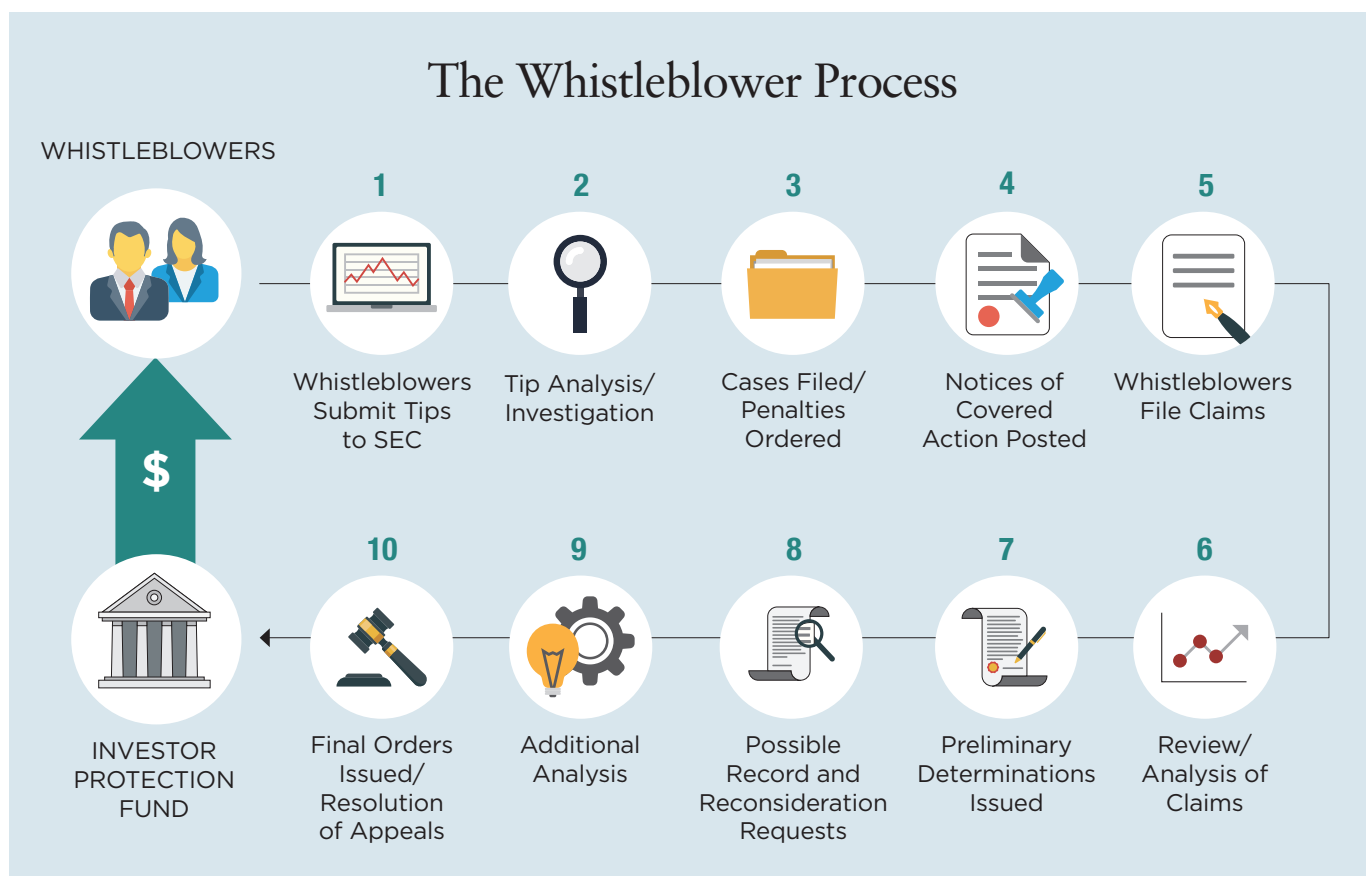 The Whistleblower Process
WHISTLEBLOWERS
1
Whistleblowers
Submit Tips
to SEC
2
Tip Analysis/
Investigation
3
Cases Filed/
Penalties
Ordered
4
Notices of
Covered
Action Posted
5
Whistleblowers
File Claims
6
Review/
Analysis of
Claims
7
Preliminary
Determinations
Issued
8
Possible
Record and
Reconsideration
Requests
9
Additional
Analysis
10
Final Orders
Issued/
Resolution
of Appeals
INVESTOR
PROTECTION
FUND
$